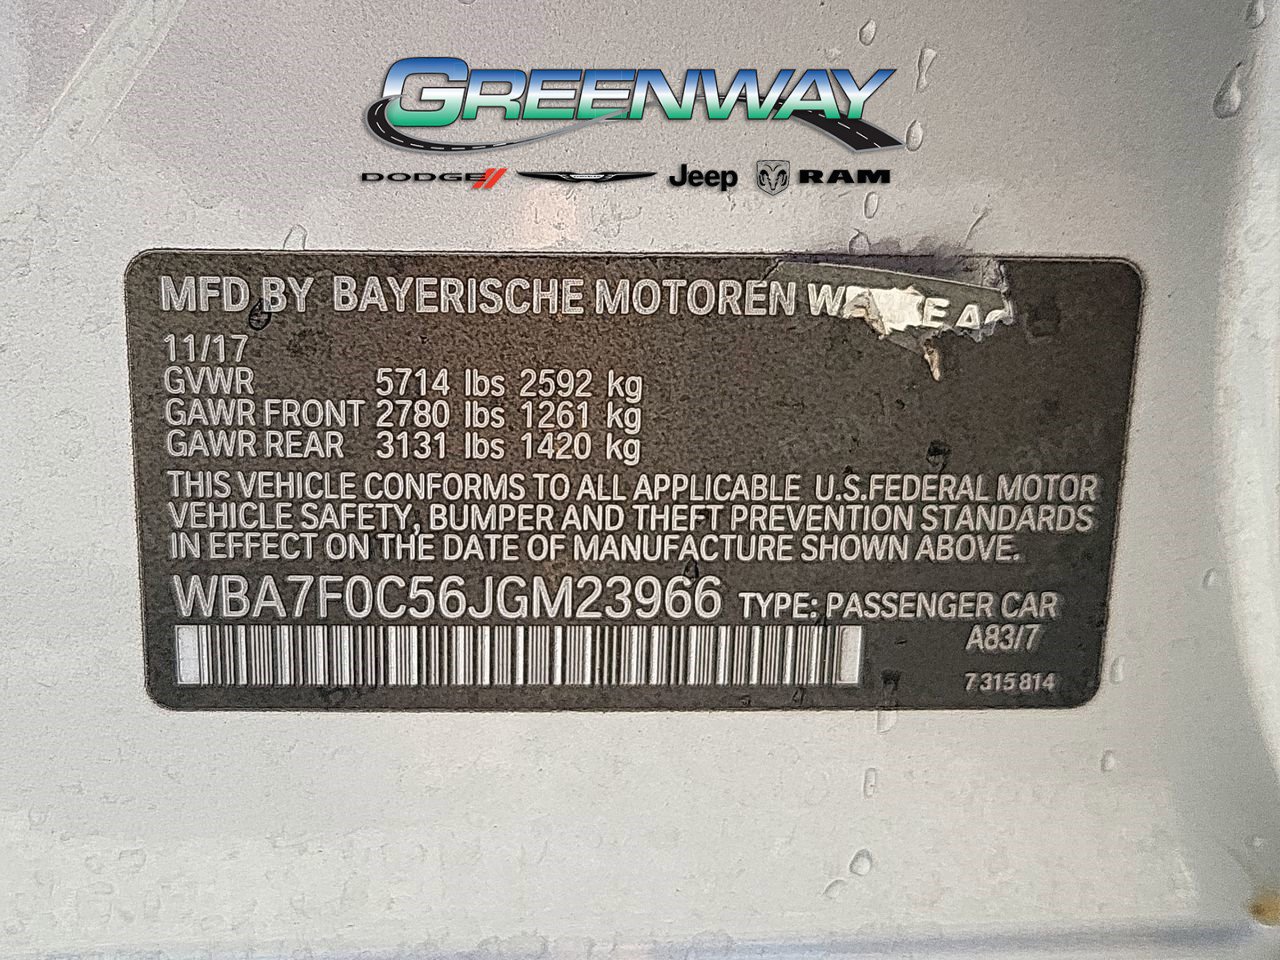 GREENWAY
DODGE Jeep RAM
MFD BY BAYERISCHE MOTOREN
11/17
GVWR 5714 lbs 2592 kg
GAWR FRONT 2780 lbs 1261 kg
GAWR REAR 3131 lbs 1420 kg
THIS VEHICLE CONFORMS TO ALL APPLICABLE U.S.FEDERAL MOTOR
VEHICLE SAFETY, BUMPER AND THEFT PREVENTION STANDARDS
IN EFFECT ON THE DATE OF MANUFACTURE SHOWN ABOVE.
WBA7F0C56JGM23966 TYPE: PASSENGER CAR
A83/7
7315814